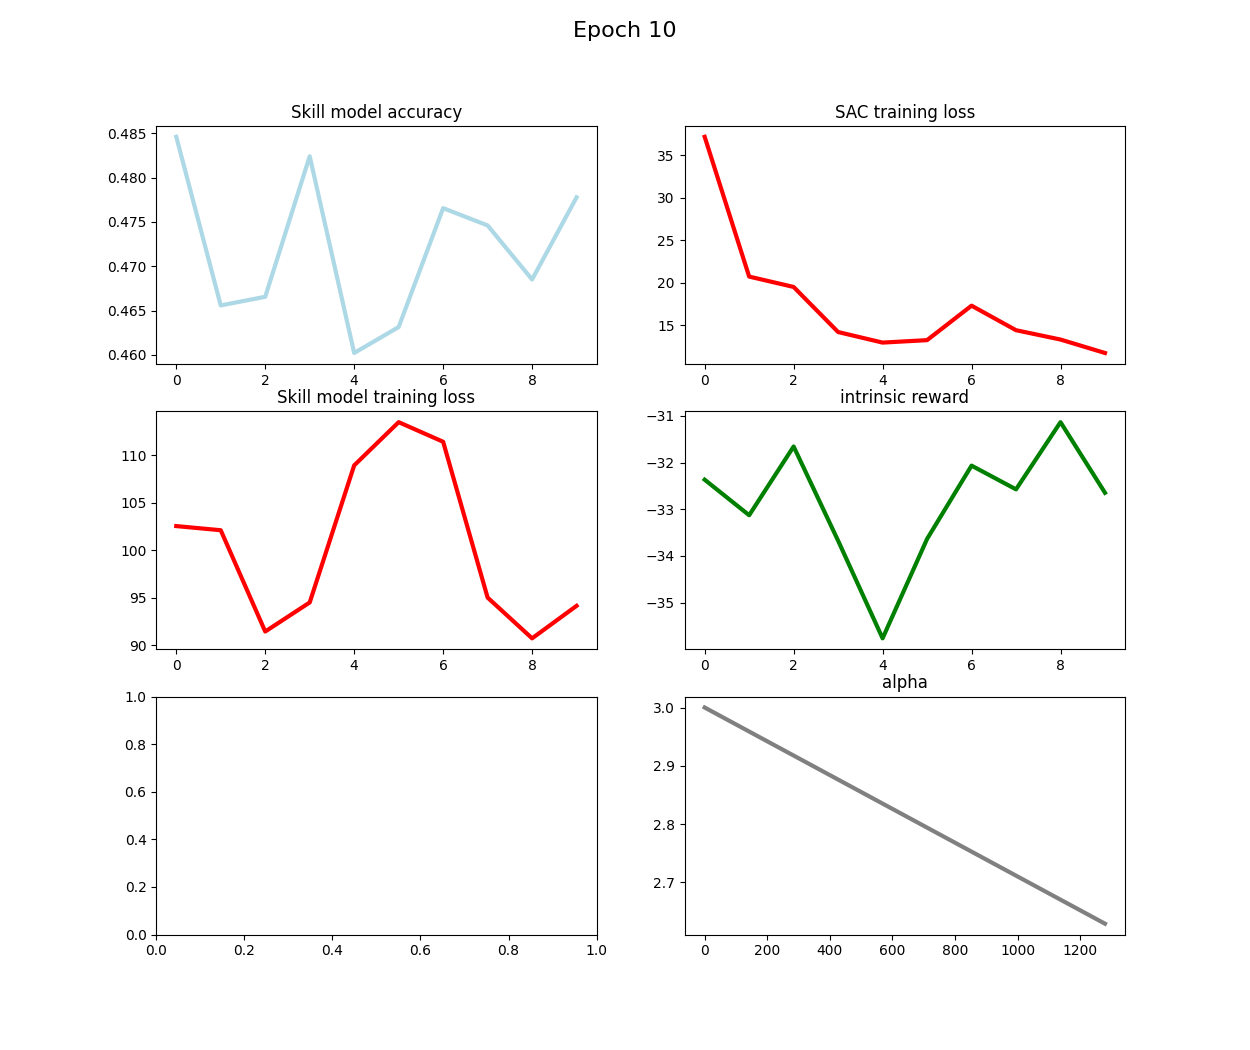 Epoch 10
Skill model accuracy
0.485
0.480
0.475
0.470
0.465
0.460
0 2 4 6 8
SAC training loss
35
30
25
20
15
0 2 4 6 8
Skill model training loss
110
105
100
95
90
0 2 4 6 8
intrinsic reward
−31
−32
−33
−34
−35
0 2 4 6 8
1.0
0.8
0.6
0.4
0.2
0.0
0.0 0.2 0.4 0.6 0.8 1.0
alpha
3.0
2.9
2.8
2.7
0 200 400 600 800 1000 1200